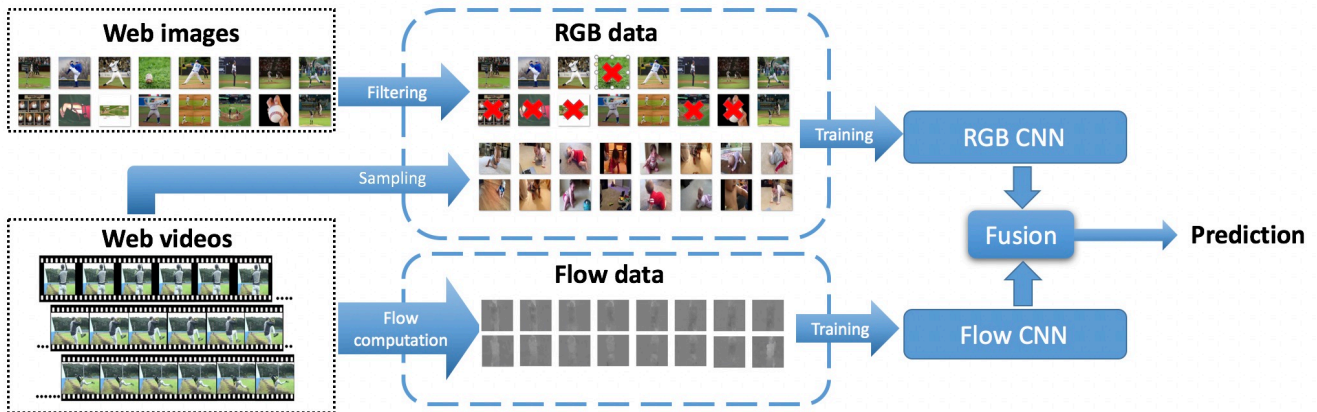 Web images
RGB data
Filtering
Training
RGB CNN
Sampling
Web videos
Fusion
Prediction
Flow data
Flow
computation
Training
Flow CNN